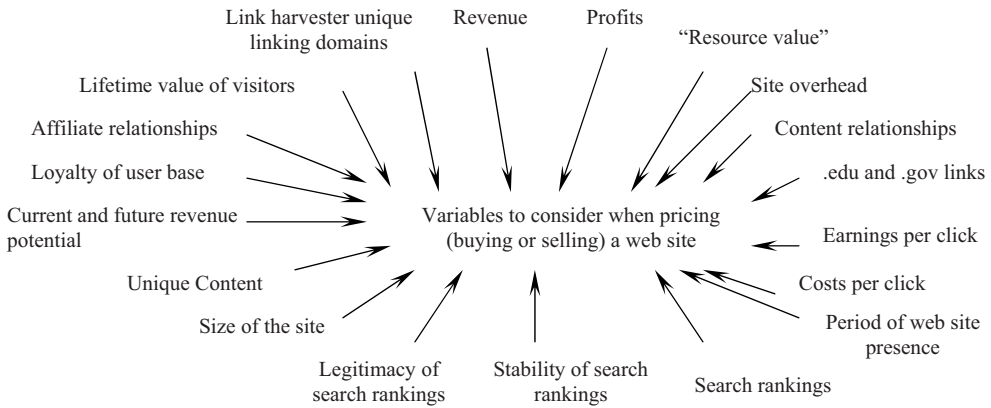 Link harvester unique
linking domains
Revenue
Profits
“Resource value”
Lifetime value of visitors
Site overhead
Affiliate relationships
Content relationships
Loyalty of user base
.edu and .gov links
Current and future revenue
potential
Variables to consider when pricing
(buying or selling) a web site
Earnings per click
Unique Content
Costs per click
Size of the site
Period of web site
presence
Legitimacy of
search rankings
Stability of search
rankings
Search rankings